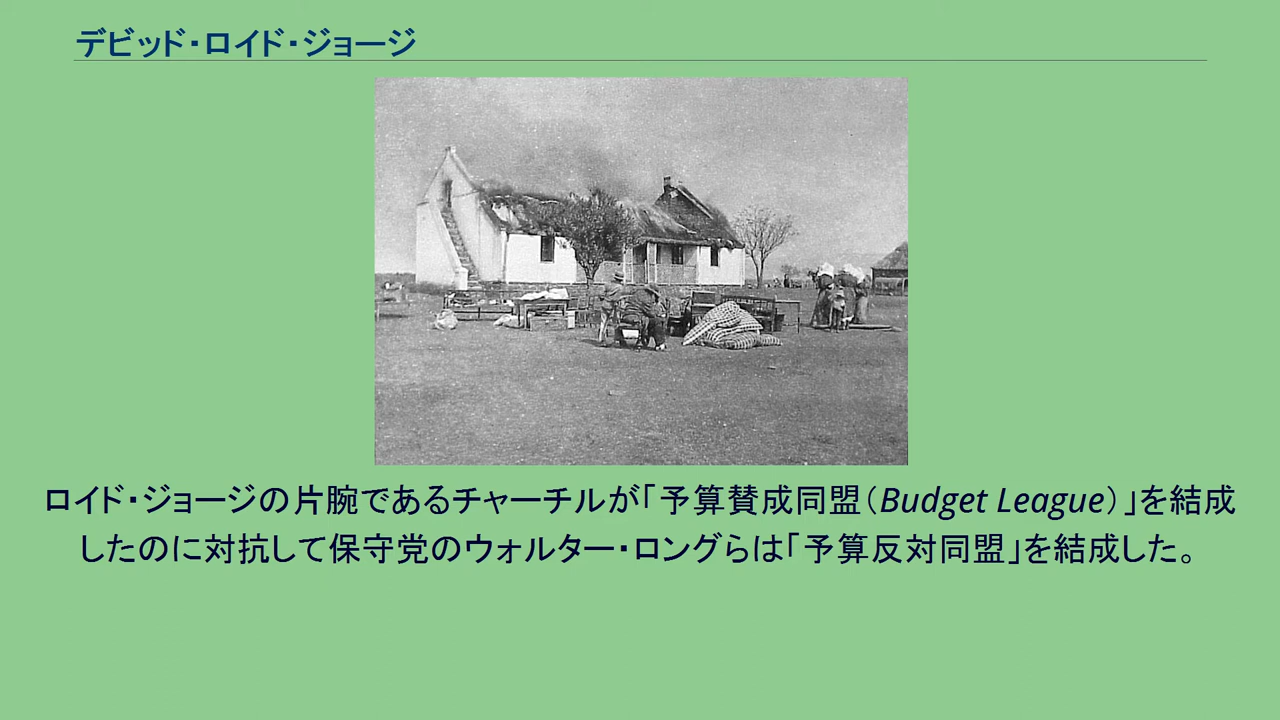 デビッド・ロイド・ジョージ
ロイド・ジョージの片腕であるチャーチルが「予算賛成同盟(Budget League)」を結成
したのに対抗して保守党のウォルター・ロングらは「予算反対同盟」を結成した。